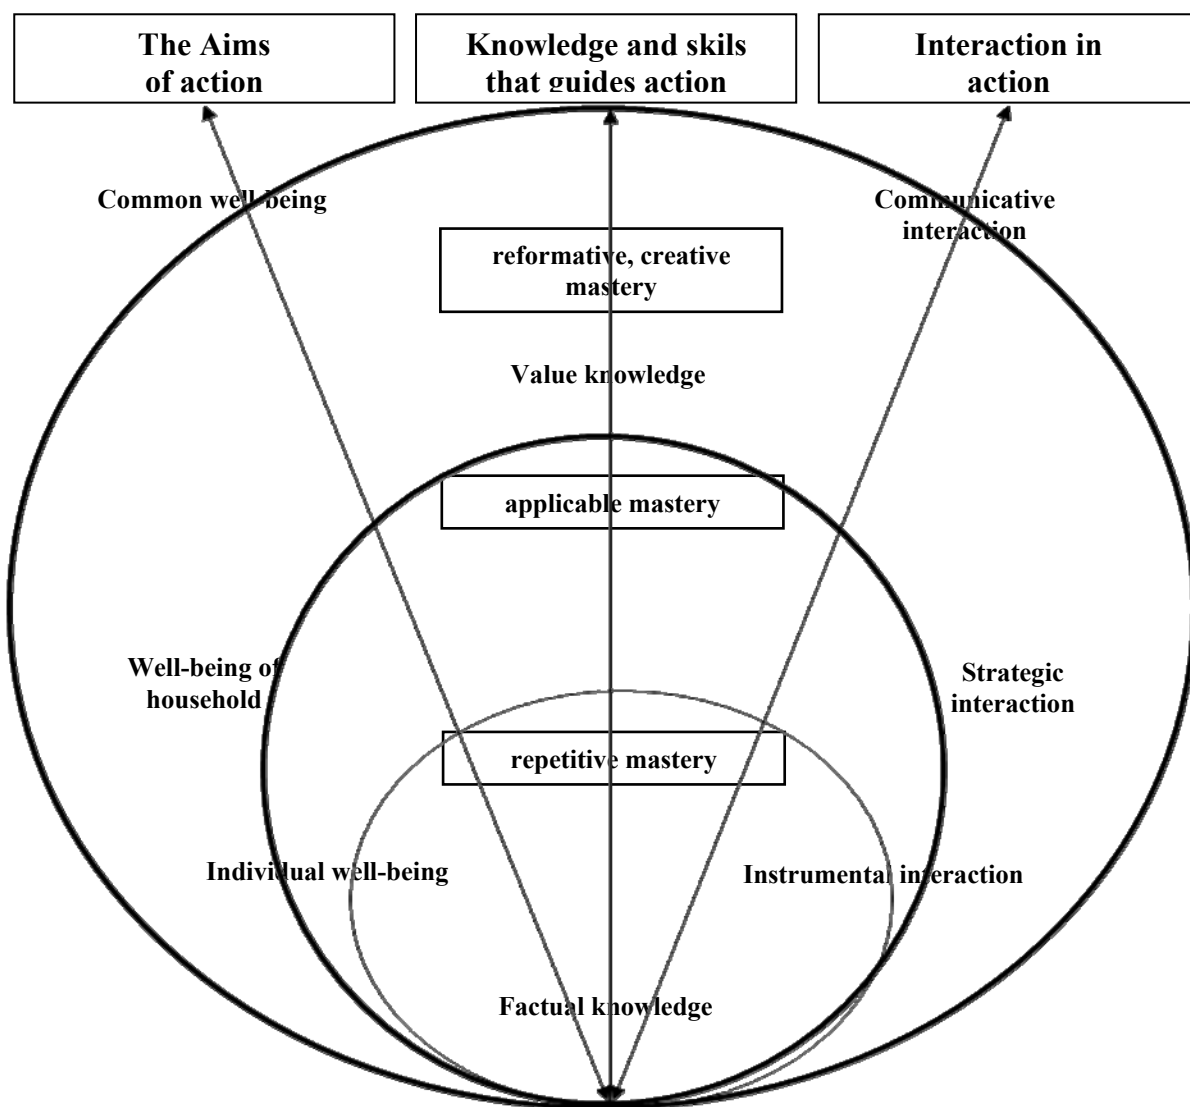 The Aims
of action
Knowledge and skils
that guides action
Interaction in
action
Common well-being
Communicative
interaction
reformative, creative
mastery
Value knowledge
applicable mastery
Well-being of
household
Strategic
interaction
repetitive mastery
Individual well-being
Instrumental interaction
Factual knowledge